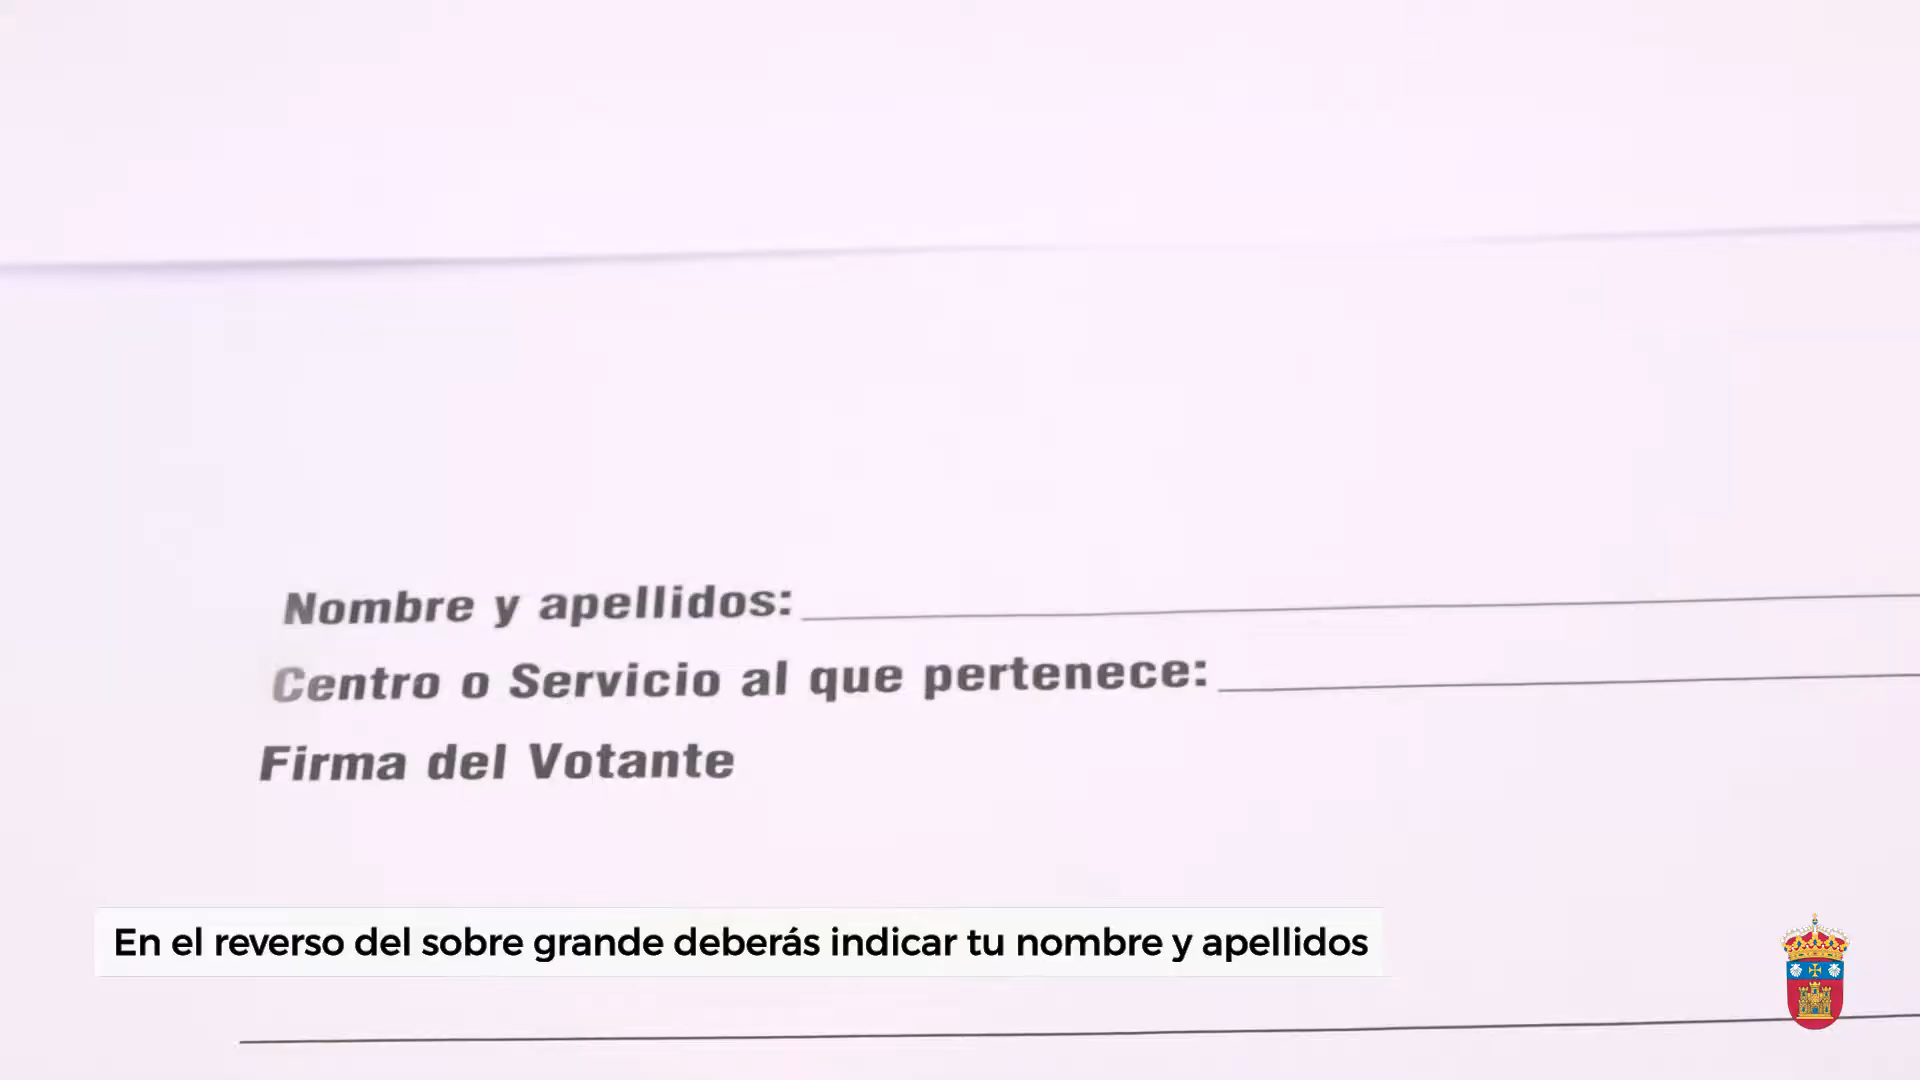 Nombre y apellidos:
Centro o Servicio al que pertenece:
Firma del Votante
En el reverso del sobre grande deberás indicar tu nombre y apellidos